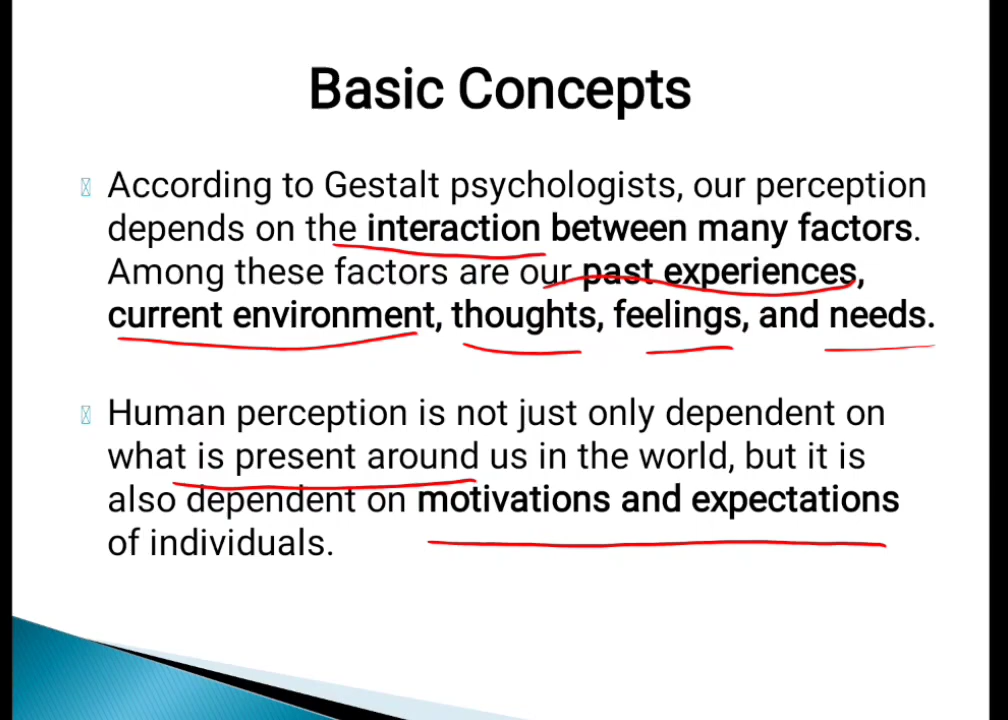 Basic Concepts
According to Gestalt psychologists, our perception
depends on the interaction between many factors.
Among these factors are our past experiences,
current environment, thoughts, feelings, and needs.
Human perception is not just only dependent on
what is present around us in the world, but it is
also dependent on motivations and expectations
of individuals.